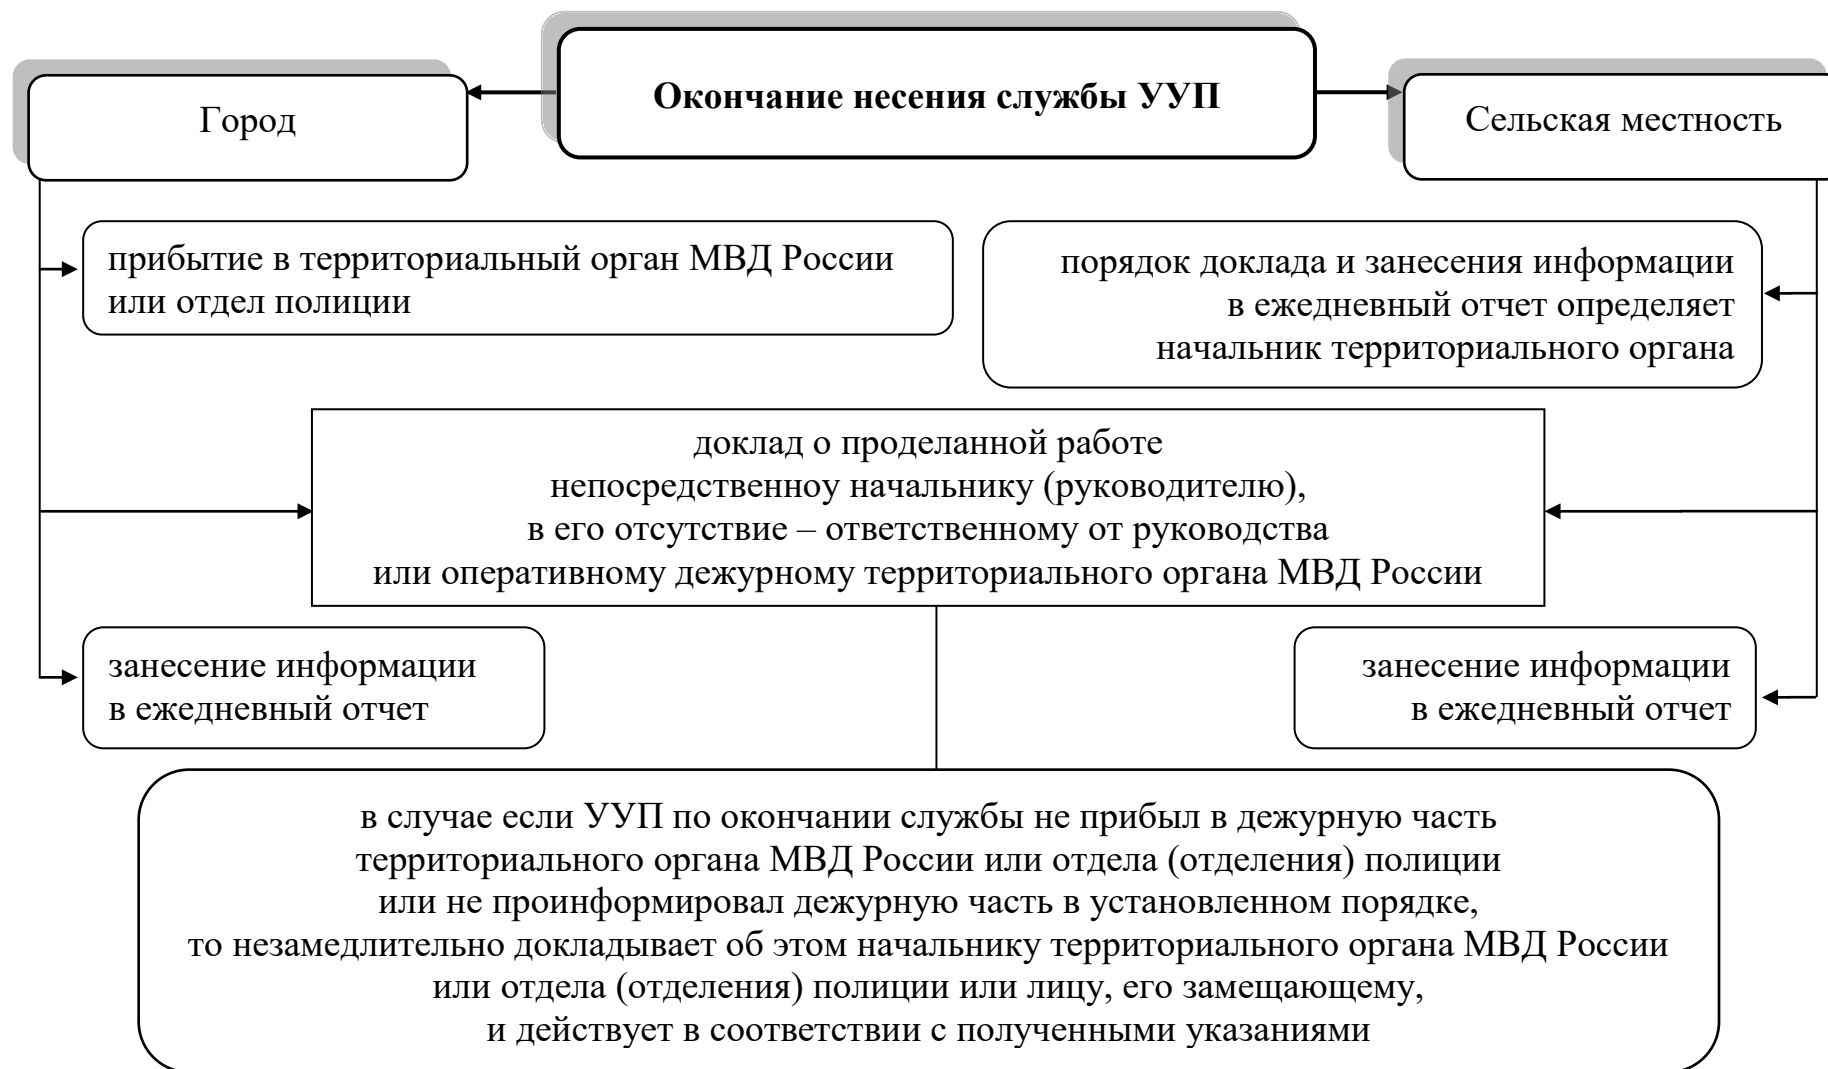 Окончание несения службы УУП
Город
Сельская местность
прибытие в территориальный орган МВД России
или отдел полиции
порядок доклада и занесения информации
в ежедневный отчет определяет
начальник территориального органа
доклад о проделанной работе
непосредственноу начальнику (руководителю),
в его отсутствие – ответственному от руководства
или оперативному дежурному территориального органа МВД России
занесение информации
в ежедневный отчет
занесение информации
в ежедневный отчет
в случае если УУП по окончании службы не прибыл в дежурную часть
территориального органа МВД России или отдела (отделения) полиции
или не проинформировал дежурную часть в установленном порядке,
то незамедлительно докладывает об этом начальнику территориального органа МВД России
или отдела (отделения) полиции или лицу, его замещающему,
и действует в соответствии с полученными указаниями